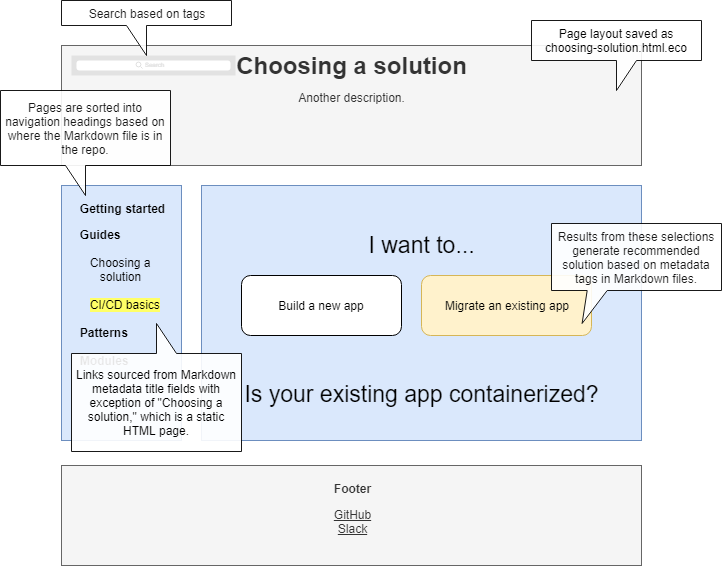 Search based on tags
Page layout saved as
choosing-solution.html.eco
Search
Choosing a solution
Another description.
Pages are sorted into
navigation headings based on
where the Markdown file is in
the repo.
Getting started
Guides
Choosing a
solution
CI/CD basics
Patterns
Modules
Links sourced from Markdown
metadata title fields with
exception of "Choosing a
solution," which is a static
HTML page.
I want to...
Build a new app
Migrate an existing app
Results from these selections
generate recommended
solution based on metadata
tags in Markdown files.
Is your existing app containerized?
Footer
GitHub
Slack